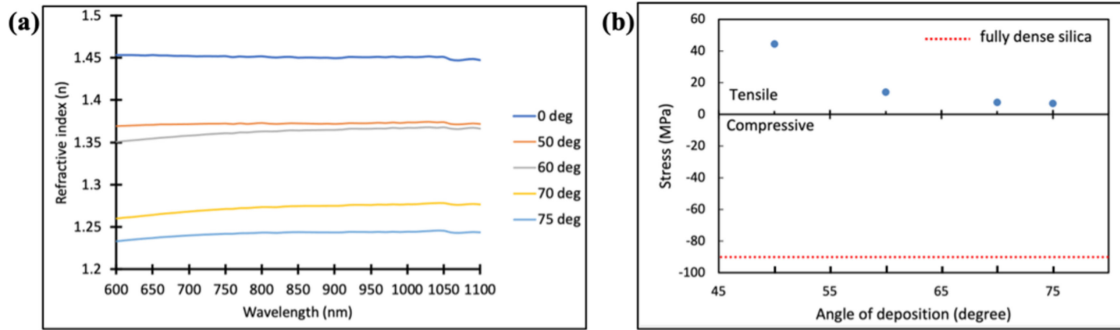 (a)
1.5
1.45
1.4
1.35
1.3
1.25
1.2
Refractive index (n)
600 650 700 750 800 850 900 950 1000 1050 1100
Wavelength (nm)
0 deg
50 deg
60 deg
70 deg
75 deg
(b)
60
40
20
0
-20
-40
-60
-80
-100
Stress (MPa)
fully dense silica
Tensile
Compressive
45 55 65 75
Angle of deposition (degree)